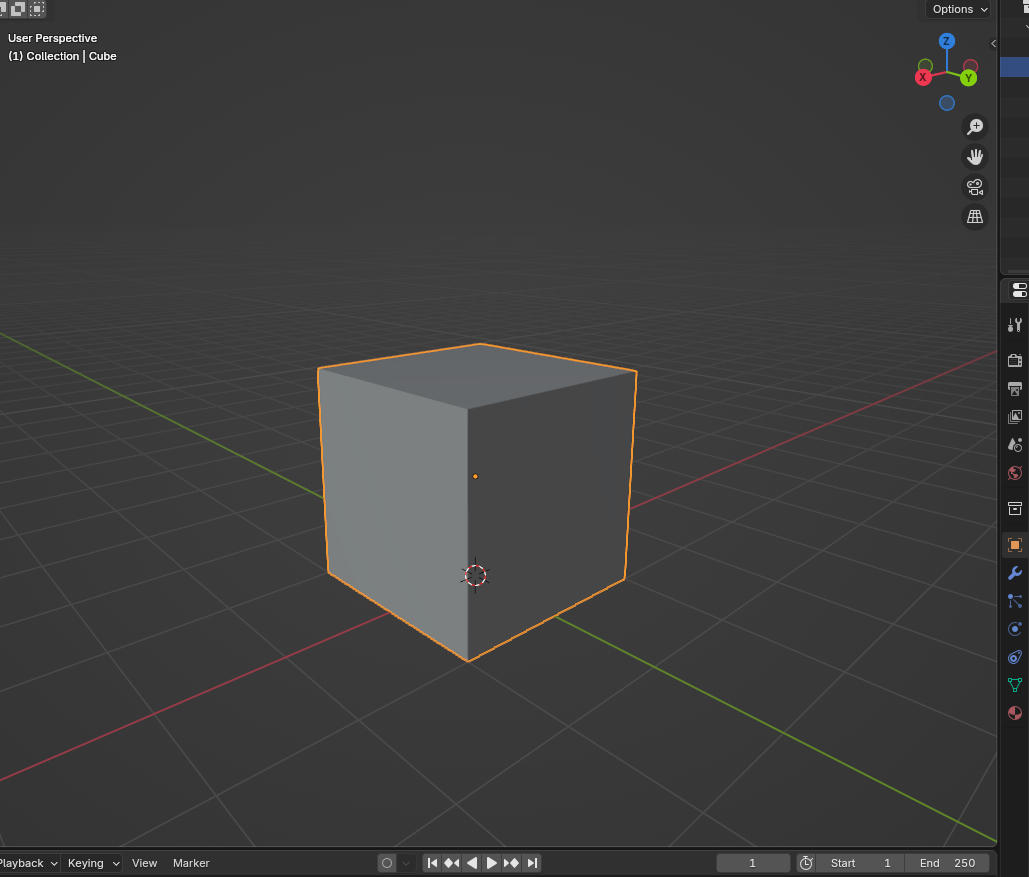 Options
User Perspective
(1) Collection | Cube
Z
X
Y
Playback
Keying
View
Marker
1
Start 1
End 250